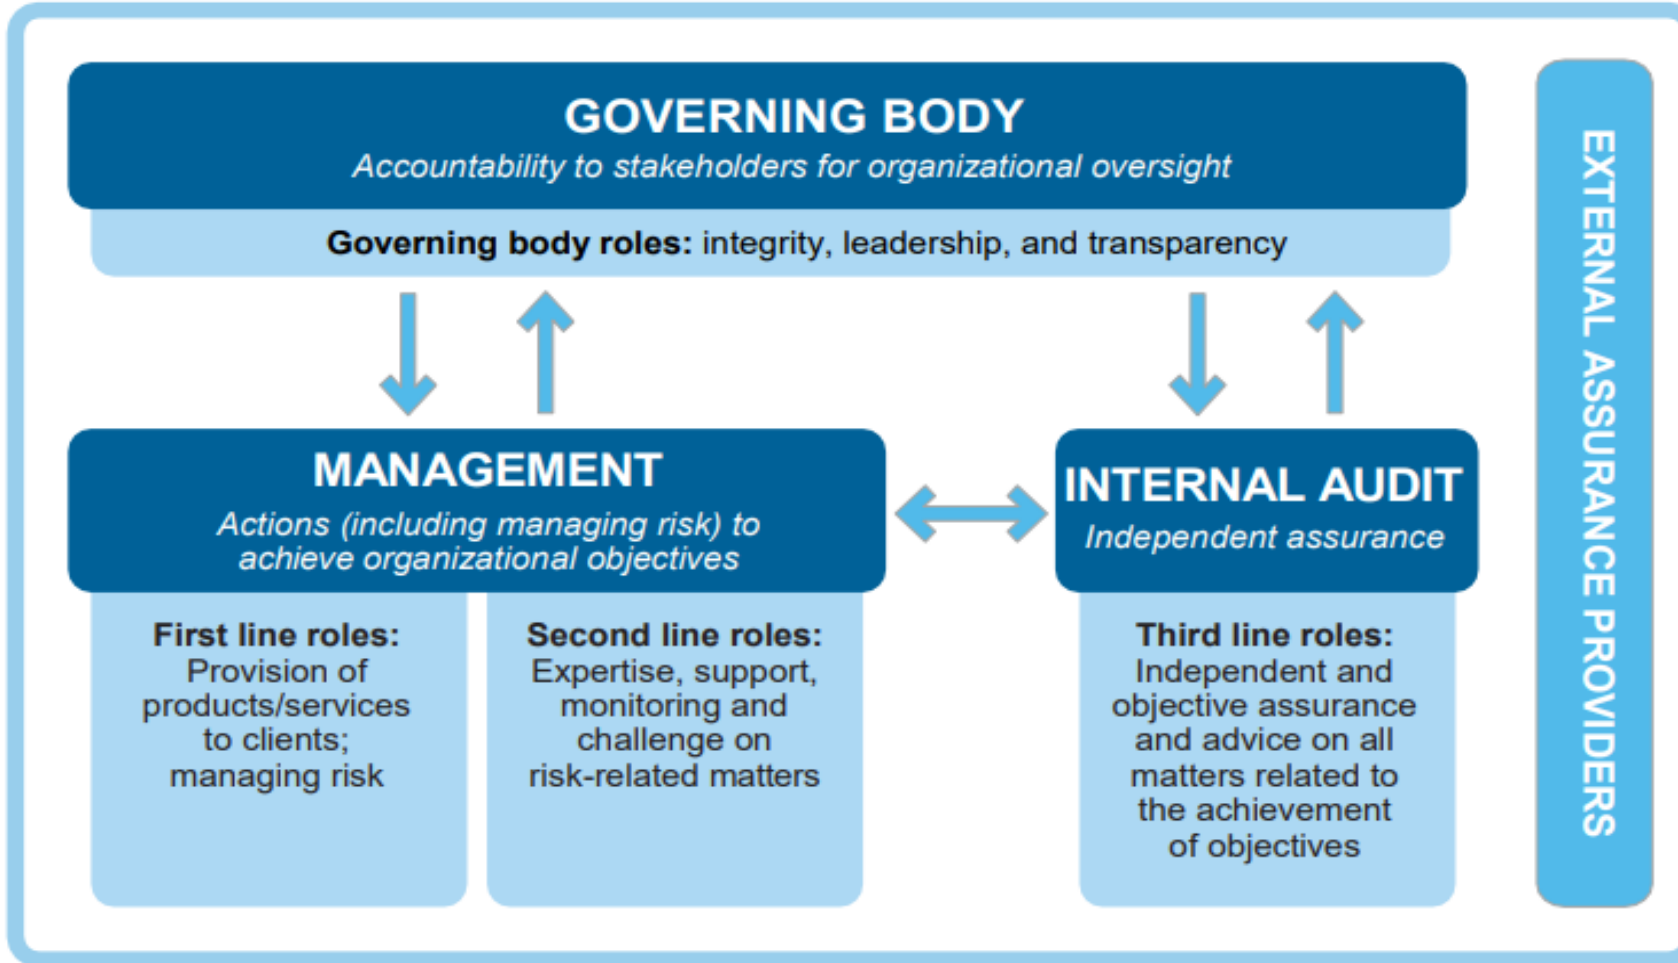 GOVERNING BODY
Accountability to stakeholders for organizational oversight
Governing body roles: integrity, leadership, and transparency
MANAGEMENT
Actions (including managing risk) to
achieve organizational objectives
First line roles:
Provision of
products/services
to clients;
managing risk
Second line roles:
Expertise, support,
monitoring and
challenge on
risk-related matters
INTERNAL AUDIT
Independent assurance
Third line roles:
Independent and
objective assurance
and advice on all
matters related to
the achievement
of objectives
EXTERNAL ASSURANCE PROVIDERS